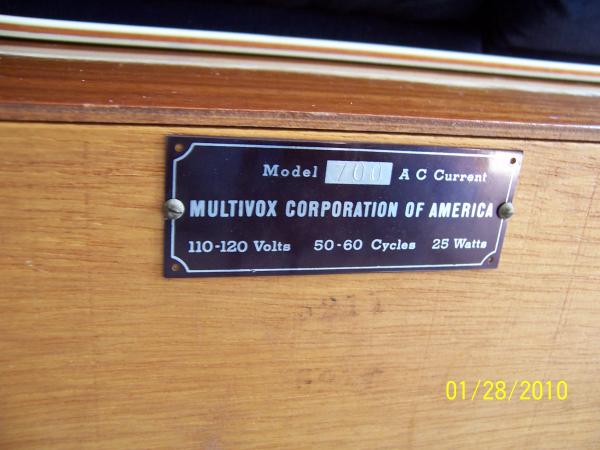 Model 700 A C Current
MULTIVOX CORPORATION OF AMERICA
110-120 Volts 50-60 Cycles 25 Watts
01/28/2010